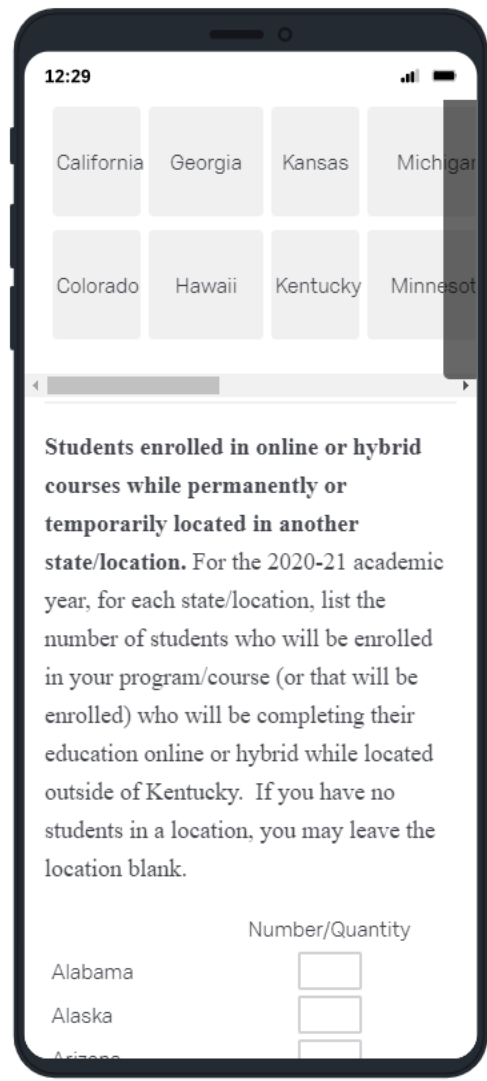 12:29
California Georgia Kansas Michigan
Colorado Hawaii Kentucky Minnesot
Students enrolled in online or hybrid
courses while permanently or
temporarily located in another
state/location. For the 2020-21 academic
year, for each state/location, list the
number of students who will be enrolled
in your program/course (or that will be
enrolled) who will be completing their
education online or hybrid while located
outside of Kentucky.  If you have no
students in a location, you may leave the
location blank.
Number/Quantity
Alabama
Alaska
Arizona